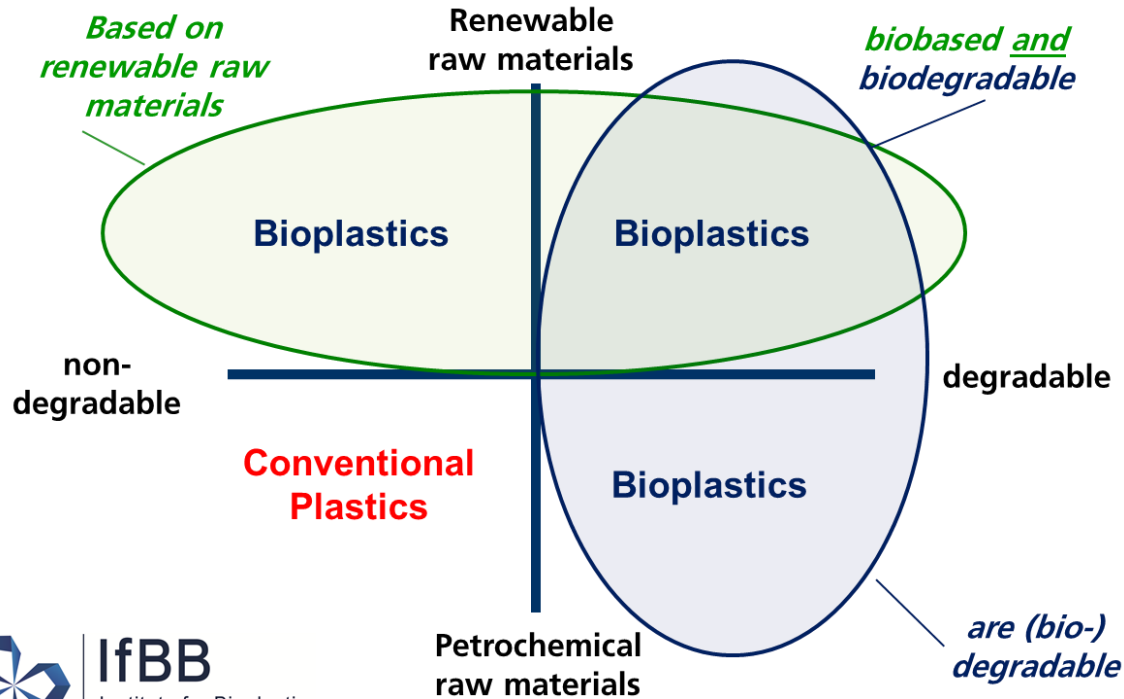 Based on
renewable raw
materials
Renewable
raw materials
biobased and
biodegradable
Bioplastics
Bioplastics
non-
degradable
degradable
Conventional
Plastics
Bioplastics
Petrochemical
raw materials
are (bio-)
degradable
IfBB